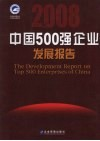 2008
中国500强企业
发展报告
The Development Report on
Top 500 Enterprises of China